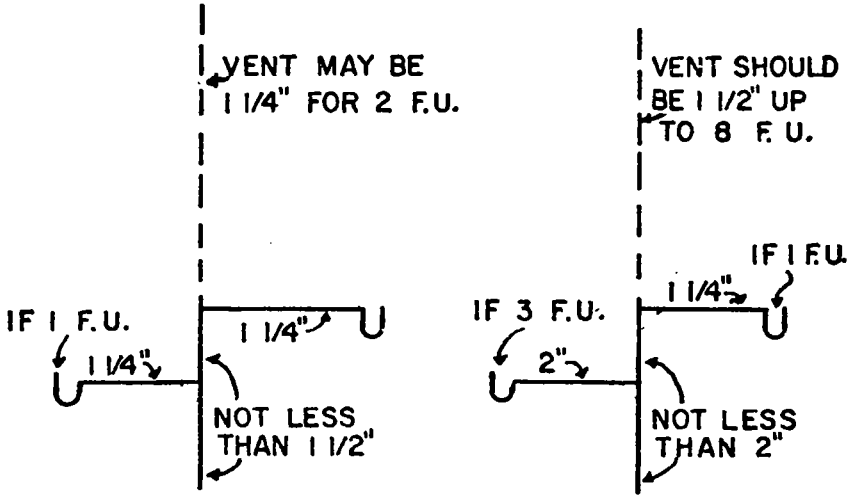 VENT MAY BE
1 1/4" FOR 2 F.U.
IF 1 F.U.
1 1/4"
1 1/4"
NOT LESS
THAN 1 1/2"
VENT SHOULD
BE 1 1/2" UP
TO 8 F. U.
IF 1 F.U.
1 1/4"
IF 3 F.U.
2"
NOT LESS
THAN 2"